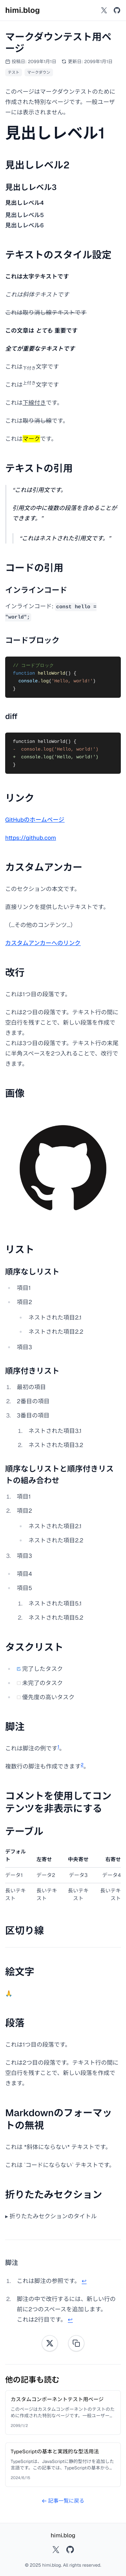 himi.blog
マークダウンテスト用ペ
ージ
投稿日: 2099年1月1日 更新日: 2099年1月1日
テスト マークダウン
このページはマークダウンテストのために
作成された特別なページです。一般ユーザ
ーには表示されません。
見出しレベル1
見出しレベル2
見出しレベル3
見出しレベル4
見出しレベル5
見出しレベル6
テキストのスタイル設定
これは太字テキストです
これは斜体テキストです
これは取り消し線テキストです
この文章は とても 重要です
全てが重要なテキストです
これは下付き文字です
これは上付き文字です
これは下線付きです。
これは取り消し線です。
これはマークです。
テキストの引用
"これは引用文です。
引用文の中に複数の段落を含めることが
できます。"
"これはネストされた引用文です。"
コードの引用
インラインコード
インラインコード: const hello =
"world";
コードブロック
// コードブロック
function helloWorld() {
console.log('Hello, world!')
}
diff
function helloWorld() {
- console.log('Hello, world!')
+ console.log('Hello, world!')
}
リンク
GitHubのホームページ
https://github.com
カスタムアンカー
このセクションの本文です。
直接リンクを提供したいテキストです。
（...その他のコンテンツ...）
カスタムアンカーへのリンク
改行
これは1つ目の段落です。
これは2つ目の段落です。テキスト行の間に
空白行を残すことで、新しい段落を作成で
きます。
これは3つ目の段落です。テキスト行の末尾
に半角スペースを2つ入れることで、改行で
きます。
画像
リスト
順序なしリスト
項目1
項目2
ネストされた項目2.1
ネストされた項目2.2
項目3
順序付きリスト
1. 最初の項目
2. 2番目の項目
3. 3番目の項目
1. ネストされた項目3.1
2. ネストされた項目3.2
順序なしリストと順序付きリス
トの組み合わせ
1. 項目1
2. 項目2
ネストされた項目2.1
ネストされた項目2.2
3. 項目3
項目4
項目5
1. ネストされた項目5.1
2. ネストされた項目5.2
タスクリスト
完了したタスク
未完了のタスク
優先度の高いタスク
脚注
これは脚注の例です1。
複数行の脚注も作成できます2。
コメントを使用してコン
テンツを非表示にする
テーブル
デフォル
ト 左寄せ 中央寄せ 右寄せ
データ1 データ2 データ3 データ4
長いテキ 長いテキ 長いテキ 長いテキ
スト スト スト スト
区切り線
絵文字
🙏
段落
これは1つ目の段落です。
これは2つ目の段落です。テキスト行の間に
空白行を残すことで、新しい段落を作成で
きます。
Markdownのフォーマッ
トの無視
これは *斜体にならない* テキストです。
これは `コードにならない` テキストです。
折りたたみセクション
▸ 折りたたみセクションのタイトル
脚注
1. これは脚注の参照です。 ↩
2. 脚注の中で改行するには、新しい行の
前に2つのスペースを追加します。
これは2行目です。 ↩
他の記事も読む
カスタムコンポーネントテスト用ページ
このページはカスタムコンポーネントのテストのた
めに作成された特別なページです。一般ユーザー...
2099/1/2
TypeScriptの基本と実践的な型活用法
TypeScriptは、JavaScriptに静的型付けを追加した
言語です。この記事では、TypeScriptの基本から...
← 記事一覧に戻る
himi.blog
© 2025 himi.blog. All rights reserved.